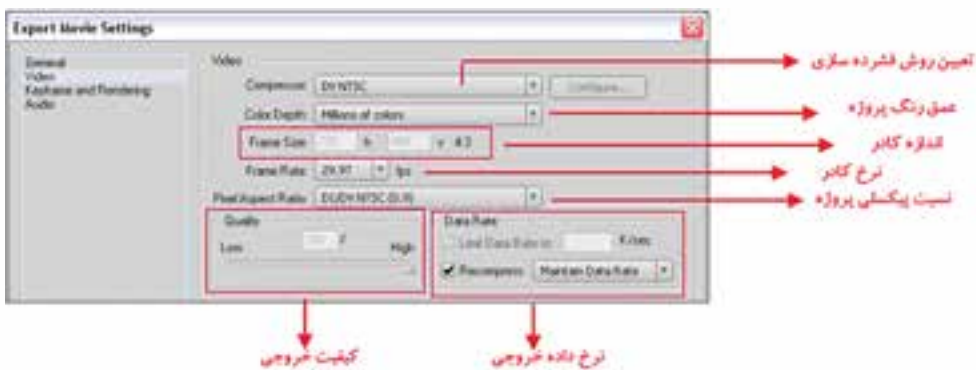 Export Movie Settings
General
Video
Keyframe and Rendering
Audio
Video
Compressor: DV NTSC
Configure...
تعیین روش فشرده سازی
Color Depth: Millions of colors
عمق رنگ پروژه
Frame Size: h v 4:3
اندازه کادر
Frame Rate: 29.97 fps
نرخ کادر
Pixel Aspect Ratio: D1/DV NTSC (0.9)
نسبت پیکسلی پروژه
Quality
Low High
Data Rate
Limit Data Rate to K/sec
Recompress Maintain Data Rate
کیفیت خروجی
نرخ داده خروجی